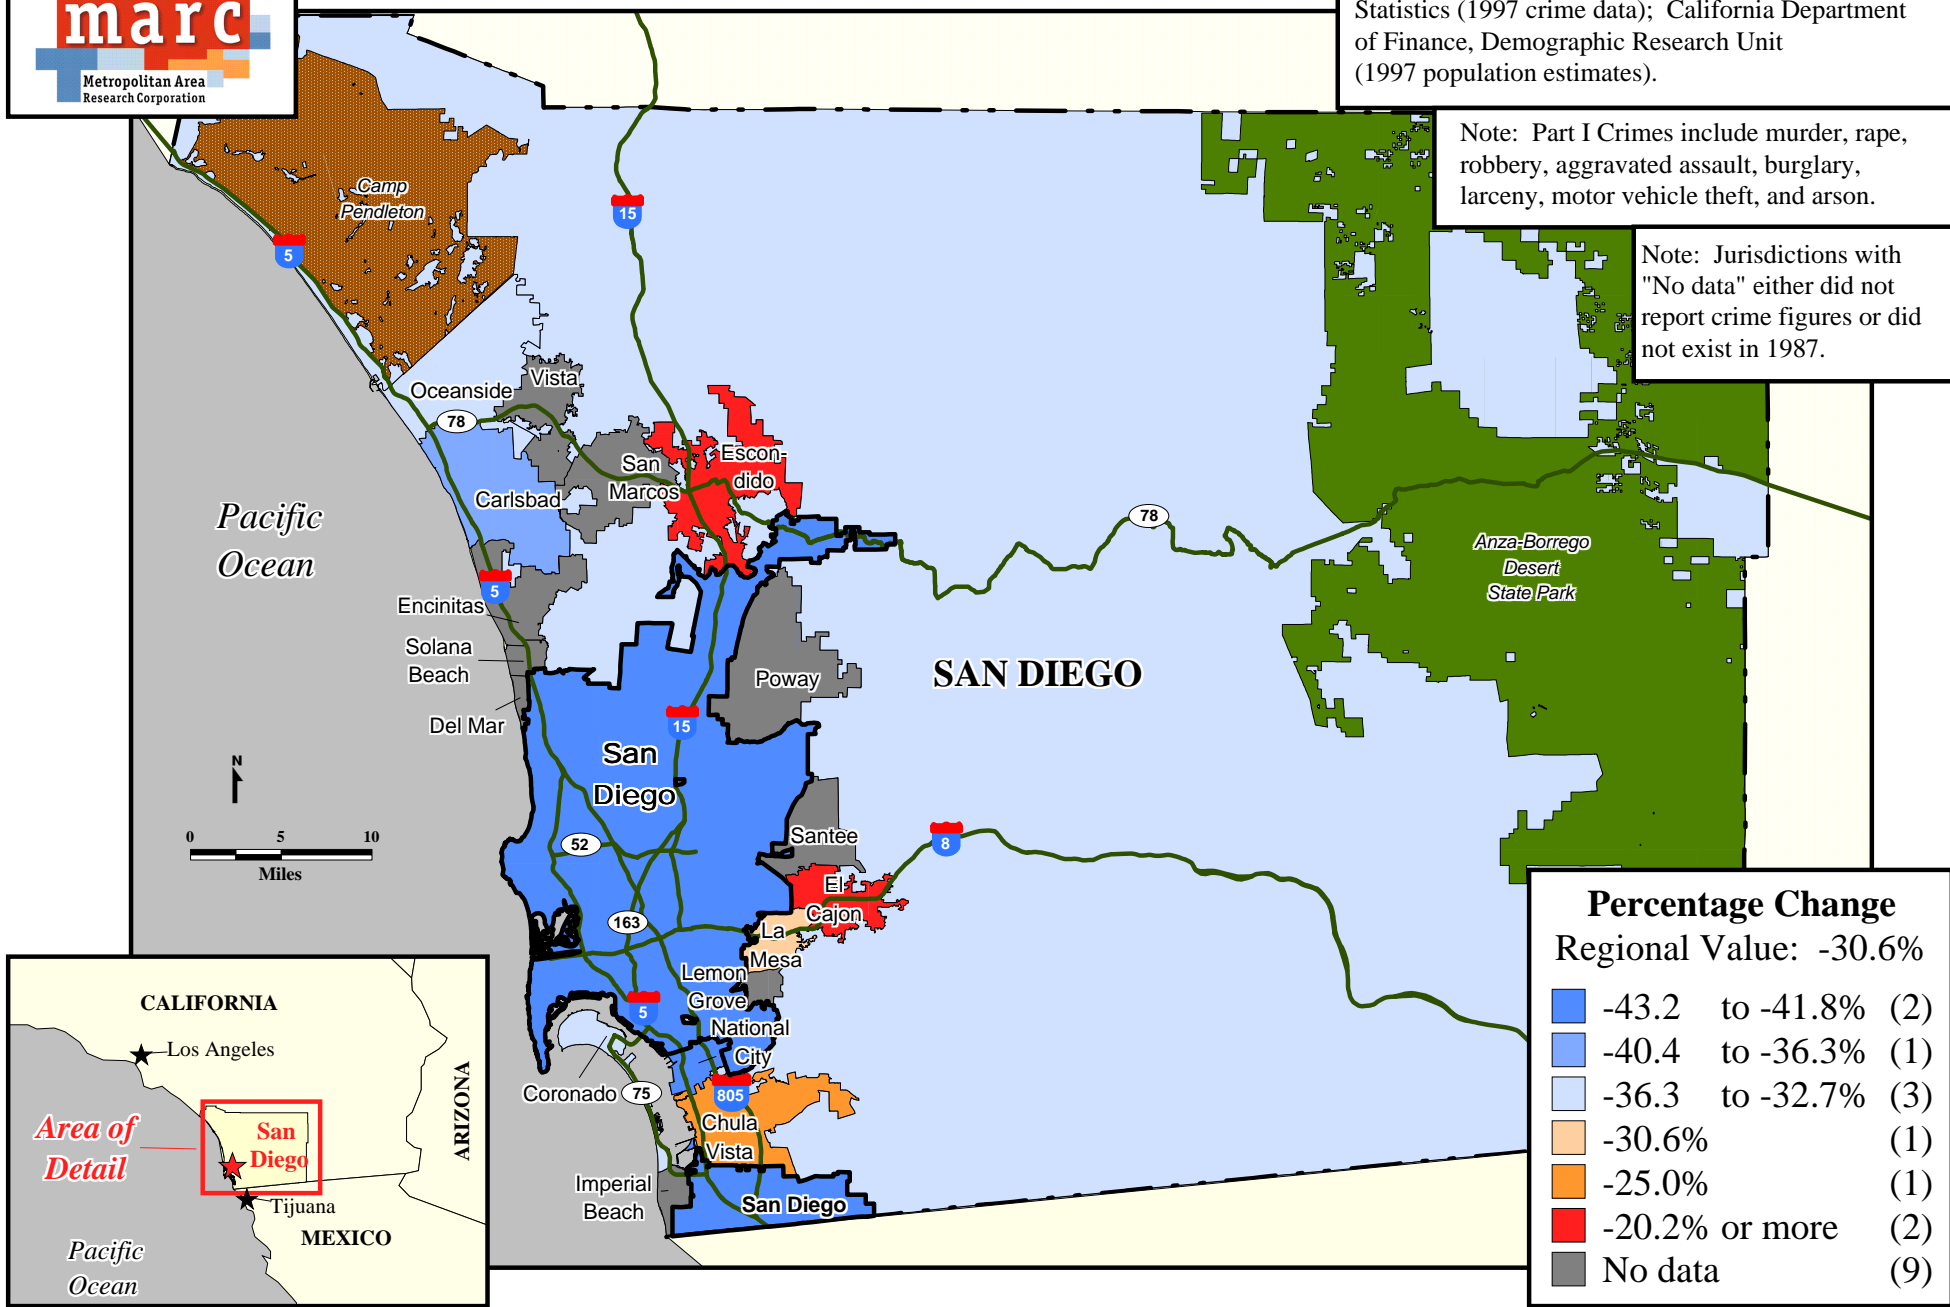 marc
Metropolitan Area
Research Corporation
Statistics (1997 crime data); California Department
of Finance, Demographic Research Unit
(1997 population estimates).
Note: Part I Crimes include murder, rape,
robbery, aggravated assault, burglary,
larceny, motor vehicle theft, and arson.
Note: Jurisdictions with
"No data" either did not
report crime figures or did
not exist in 1987.
Camp
Pendleton
15
5
Oceanside
Vista
78
San
Marcos
Escon-
dido
Carlsbad
Pacific
Ocean
78
Anza-Borrego
Desert
State Park
5
Encinitas
Solana
Beach
Del Mar
Poway
SAN DIEGO
15
San
Diego
N
0 5 10
Miles
52
Santee
8
El
Cajon
163
La
Mesa
Lemon
Grove
5
National
City
Coronado
75
805
Chula
Vista
Imperial
Beach
San Diego
CALIFORNIA
Los Angeles
ARIZONA
Area of
Detail
San
Diego
Tijuana
MEXICO
Pacific
Ocean
Percentage Change
Regional Value: -30.6%
-43.2 to -41.8% (2)
-40.4 to -36.3% (1)
-36.3 to -32.7% (3)
-30.6% (1)
-25.0% (1)
-20.2% or more (2)
No data (9)